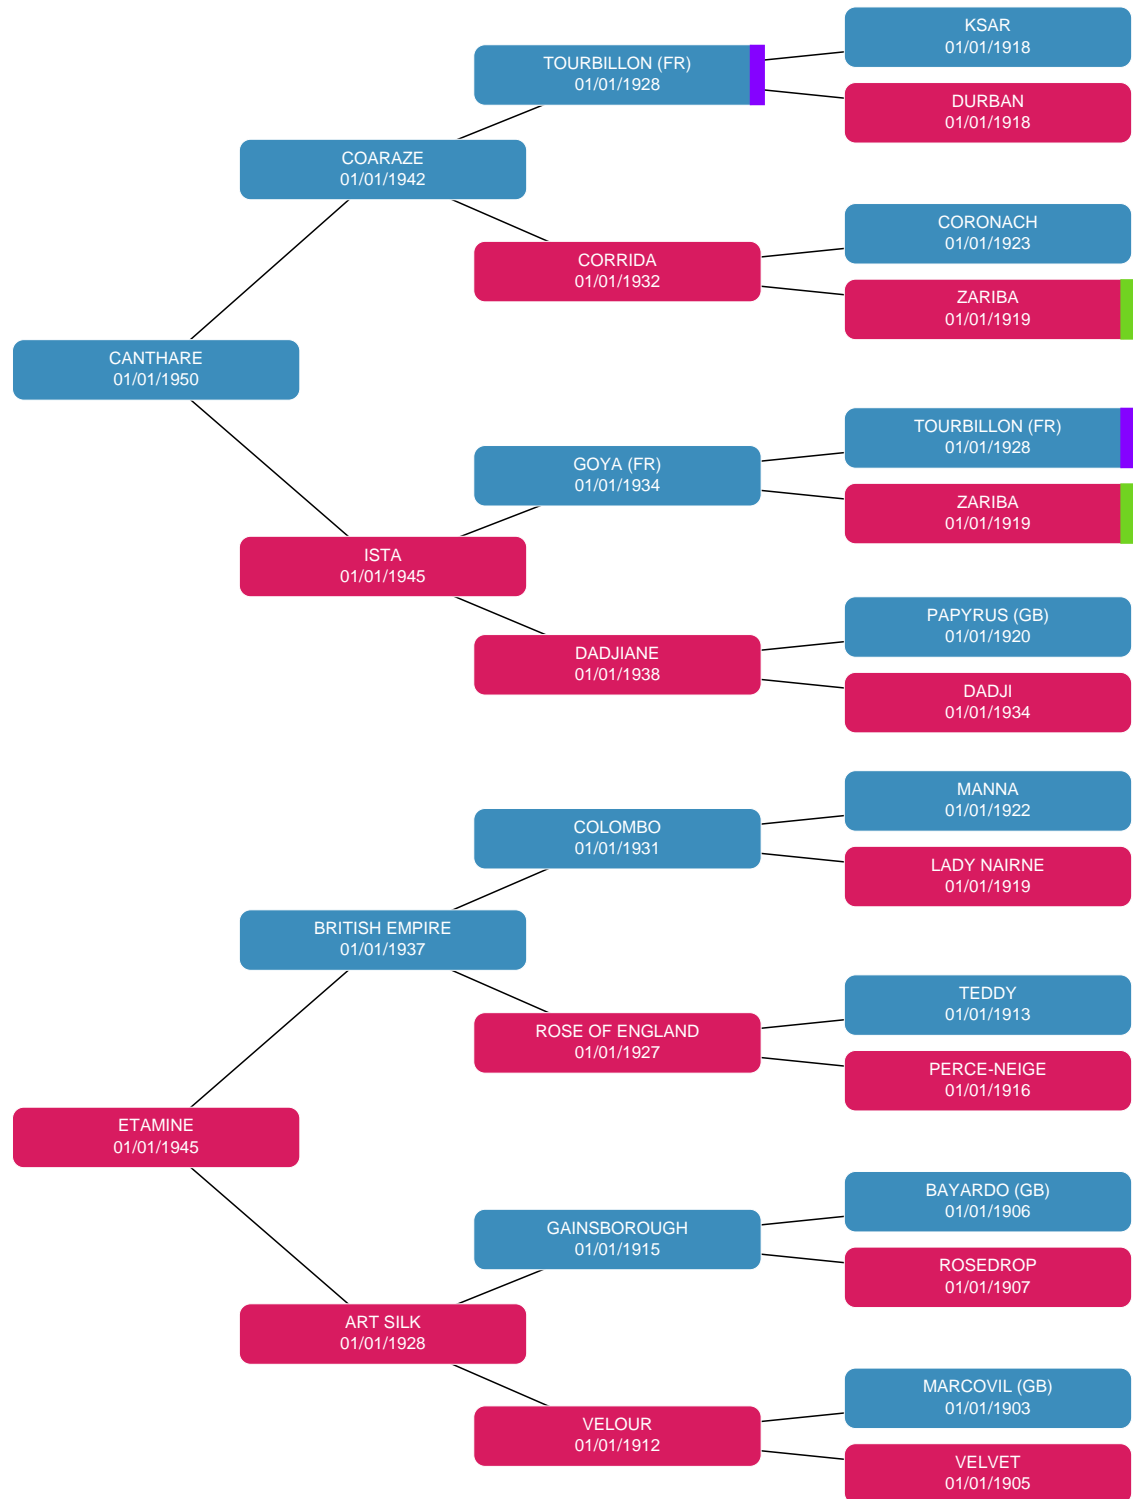 KSAR
01/01/1918
TOURBILLON (FR)
01/01/1928
DURBAN
01/01/1918
COARAZE
01/01/1942
CORONACH
01/01/1923
CORRIDA
01/01/1932
ZARIBA
01/01/1919
CANTHARE
01/01/1950
TOURBILLON (FR)
01/01/1928
GOYA (FR)
01/01/1934
ZARIBA
01/01/1919
ISTA
01/01/1945
PAPYRUS (GB)
01/01/1920
DADJIANE
01/01/1938
DADJI
01/01/1934
MANNA
01/01/1922
COLOMBO
01/01/1931
LADY NAIRNE
01/01/1919
BRITISH EMPIRE
01/01/1937
TEDDY
01/01/1913
ROSE OF ENGLAND
01/01/1927
PERCE-NEIGE
01/01/1916
ETAMINE
01/01/1945
BAYARDO (GB)
01/01/1906
GAINSBOROUGH
01/01/1915
ROSEDROP
01/01/1907
ART SILK
01/01/1928
MARCOVIL (GB)
01/01/1903
VELOUR
01/01/1912
VELVET
01/01/1905